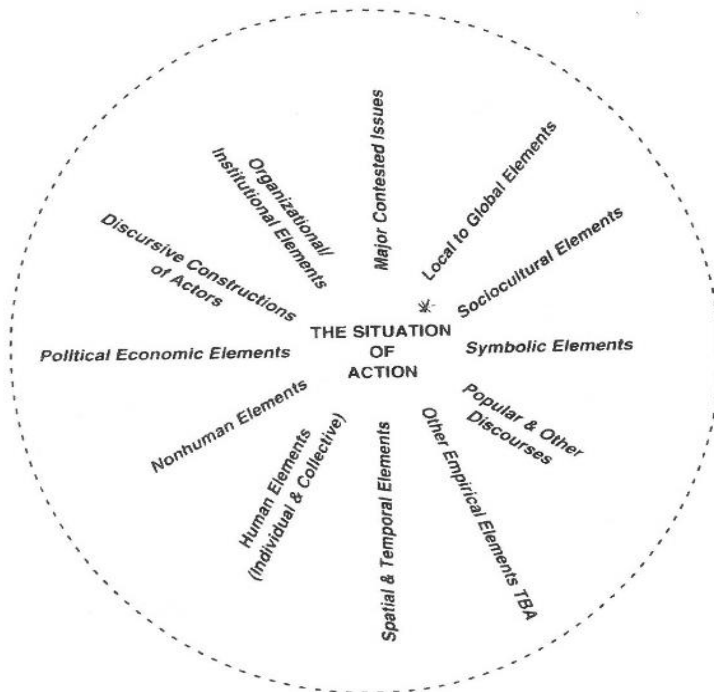 Major Contested Issues
Local to Global Elements
Sociocultural Elements
Symbolic Elements
Popular & Other
Discourses
Other Empirical Elements TBA
Spatial & Temporal Elements
Human Elements
(Individual & Collective)
Nonhuman Elements
Political Economic Elements
Discursive Constructions
of Actors
Organizational/
Institutional Elements
THE SITUATION
OF
ACTION